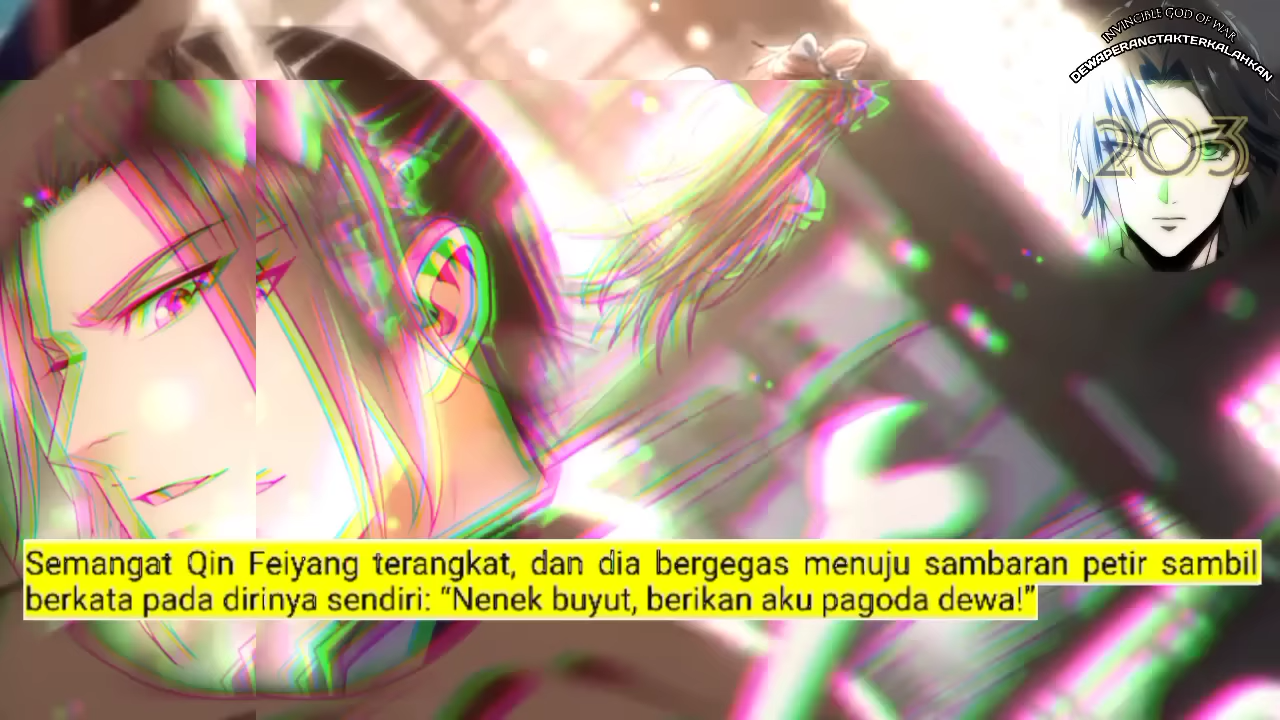 INVINCIBLE GOD OF WAR
DEWAPERANGTAKTERKALAHKAN
203
Semangat Qin Feiyang terangkat, dan dia bergegas menuju sambaran petir sambil
berkata pada dirinya sendiri: “Nenek buyut, berikan aku pagoda dewa!”